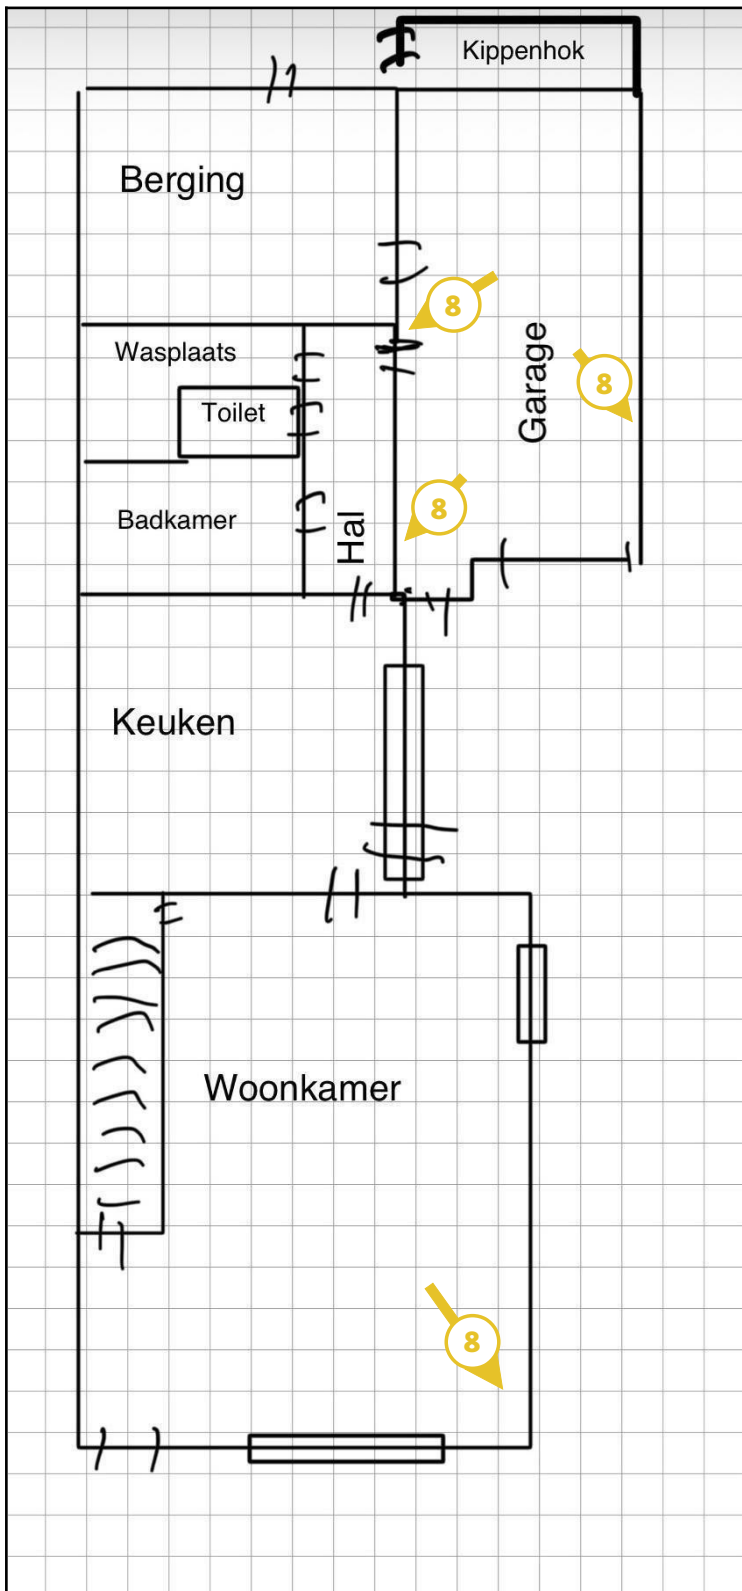 Kippenhok
Berging
8
Wasplaats
Garage
8
Toilet
8
Badkamer
Hal
Keuken
Woonkamer
8